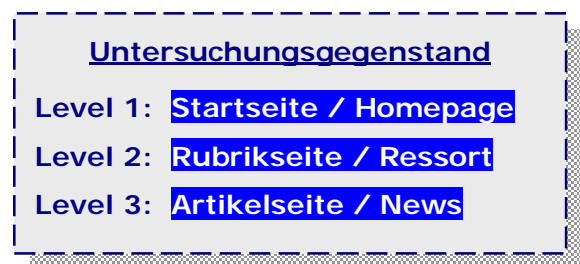 Untersuchungsgegenstand
Level 1: Startseite / Homepage
Level 2: Rubrikseite / Ressort
Level 3: Artikelseite / News